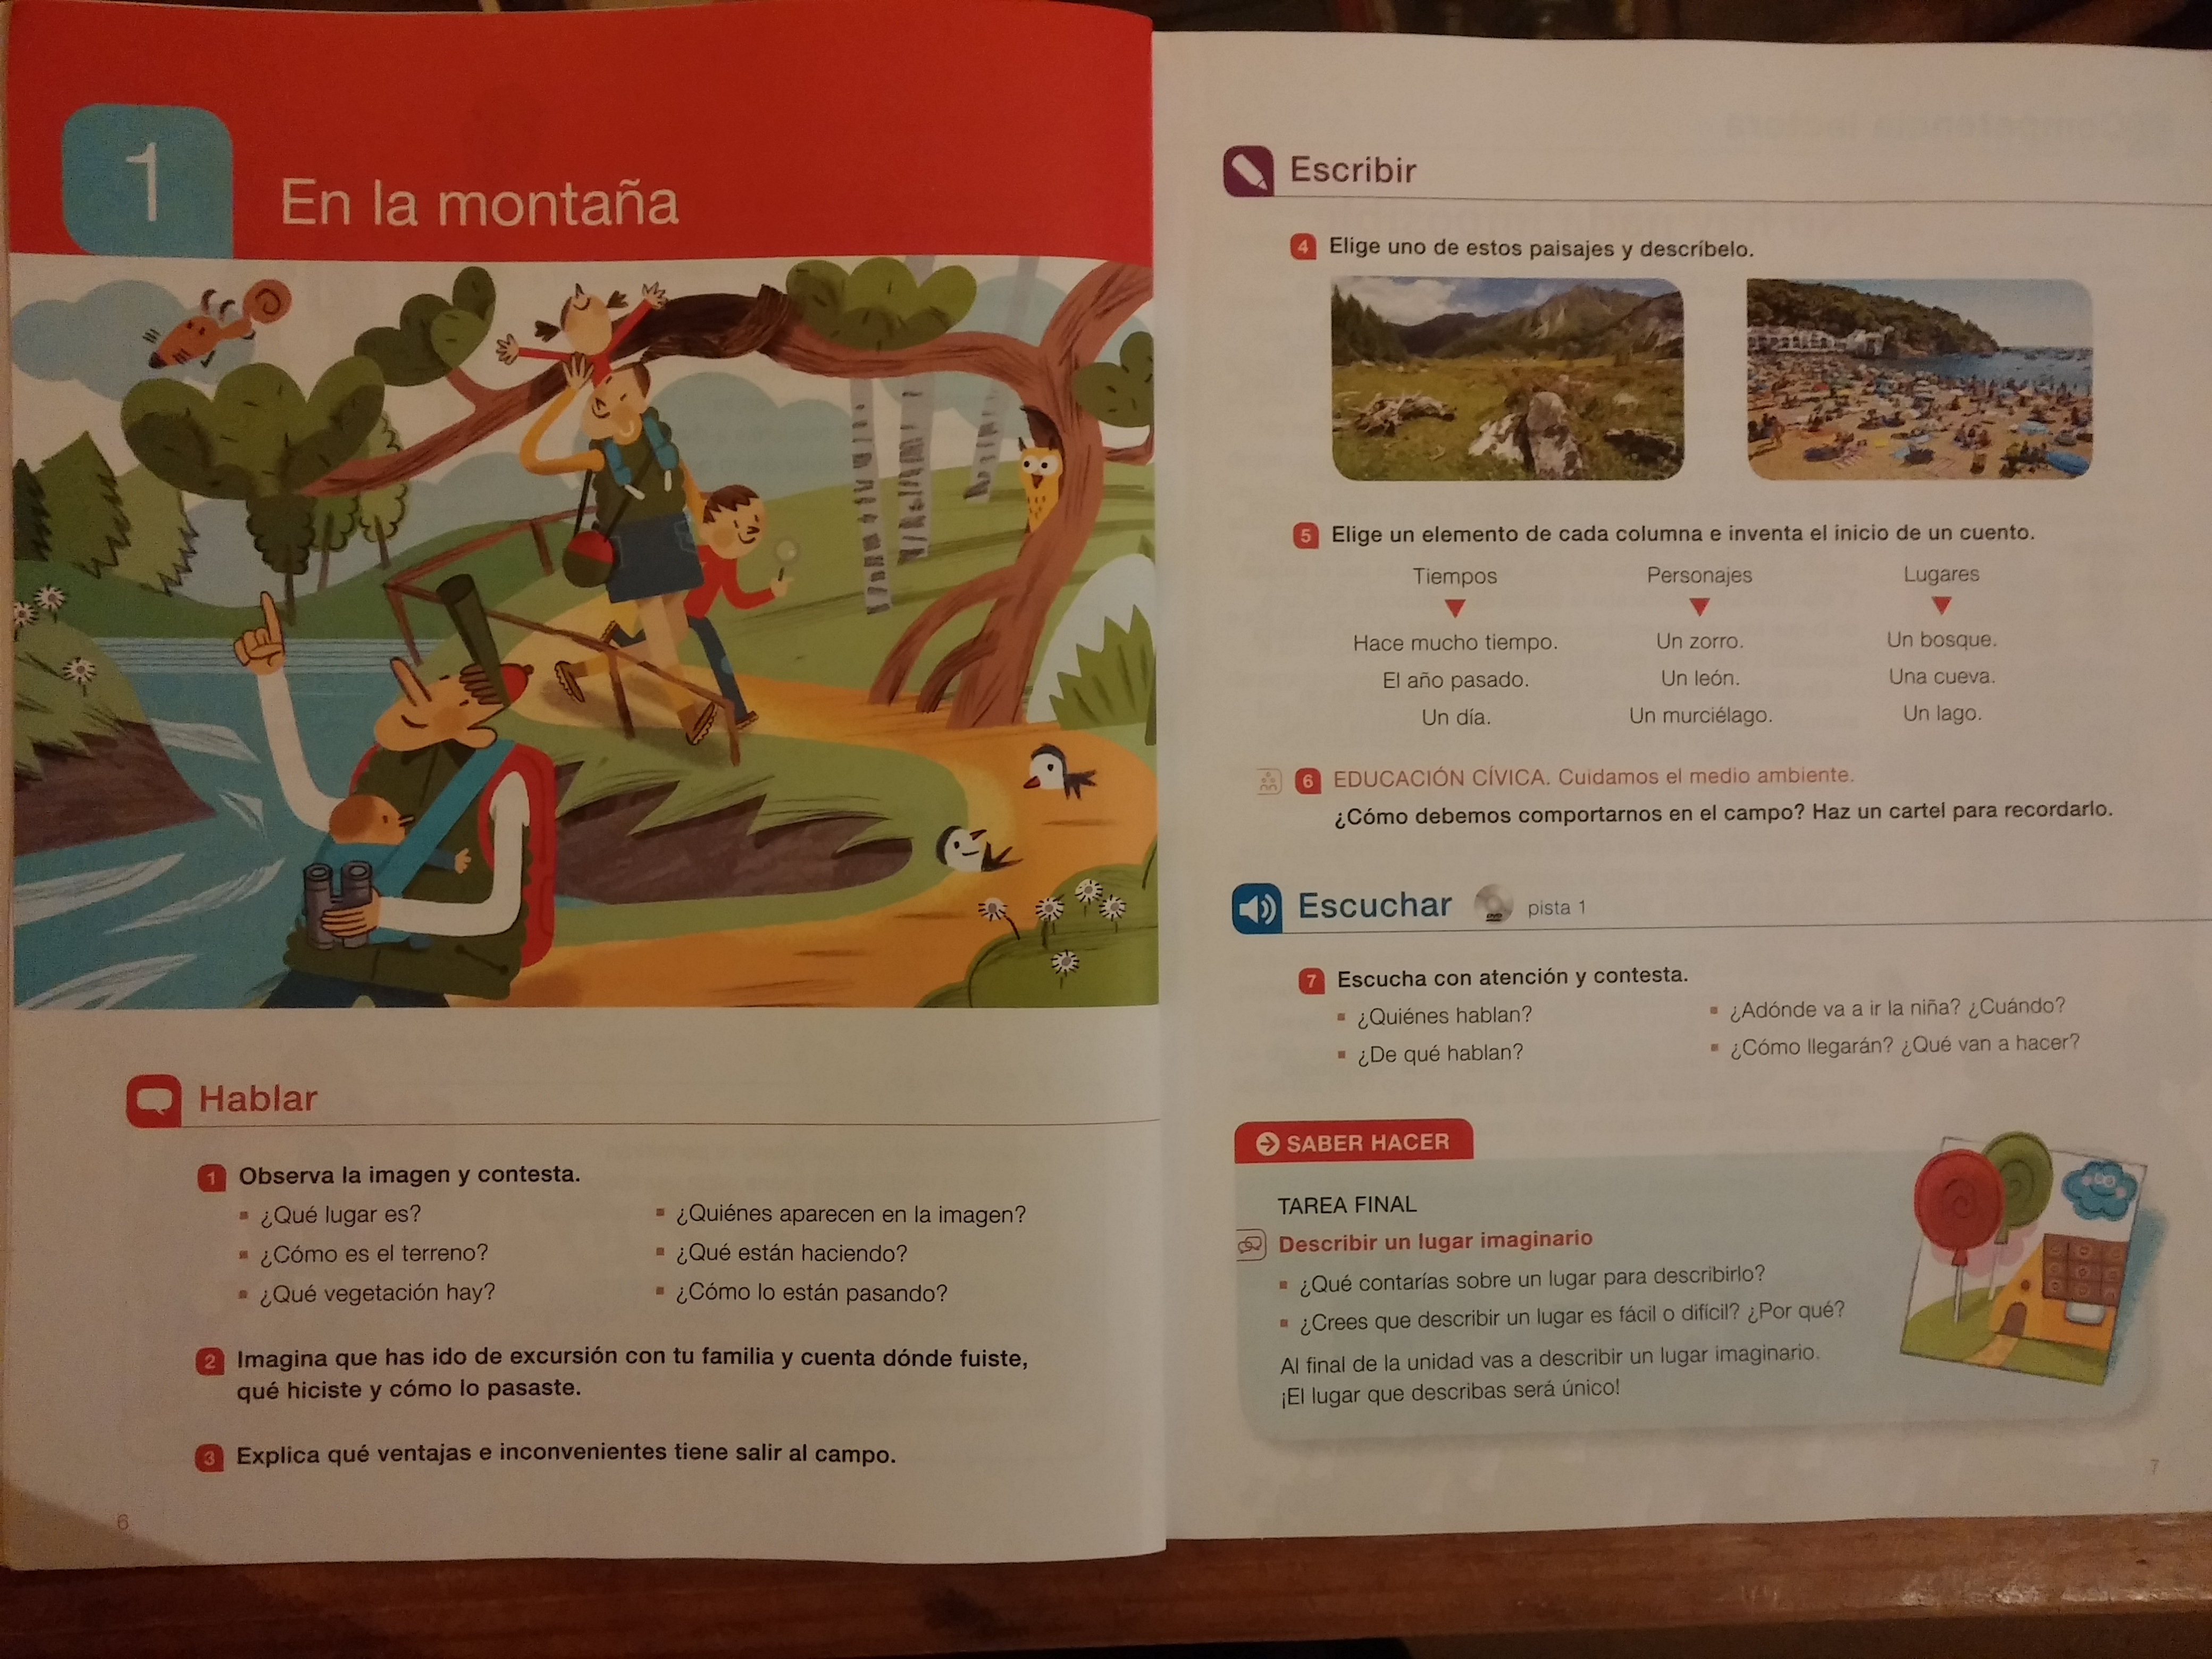 1
En la montaña
Hablar
1 Observa la imagen y contesta.
▪ ¿Qué lugar es?
▪ ¿Cómo es el terreno?
▪ ¿Qué vegetación hay?
▪ ¿Quiénes aparecen en la imagen?
▪ ¿Qué están haciendo?
▪ ¿Cómo lo están pasando?
2 Imagina que has ido de excursión con tu familia y cuenta dónde fuiste,
qué hiciste y cómo lo pasaste.
3 Explica qué ventajas e inconvenientes tiene salir al campo.
6
Escribir
4 Elige uno de estos paisajes y descríbelo.
5 Elige un elemento de cada columna e inventa el inicio de un cuento.
Tiempos Personajes Lugares
Hace mucho tiempo. Un zorro. Un bosque.
El año pasado. Un león. Una cueva.
Un día. Un murciélago. Un lago.
6 EDUCACIÓN CÍVICA. Cuidamos el medio ambiente.
¿Cómo debemos comportarnos en el campo? Haz un cartel para recordarlo.
Escuchar DVD pista 1
7 Escucha con atención y contesta.
▪ ¿Quiénes hablan?
▪ ¿De qué hablan?
▪ ¿Adónde va a ir la niña? ¿Cuándo?
▪ ¿Cómo llegarán? ¿Qué van a hacer?
SABER HACER
TAREA FINAL
Describir un lugar imaginario
▪ ¿Qué contarías sobre un lugar para describirlo?
▪ ¿Crees que describir un lugar es fácil o difícil? ¿Por qué?
Al final de la unidad vas a describir un lugar imaginario.
¡El lugar que describas será único!
7